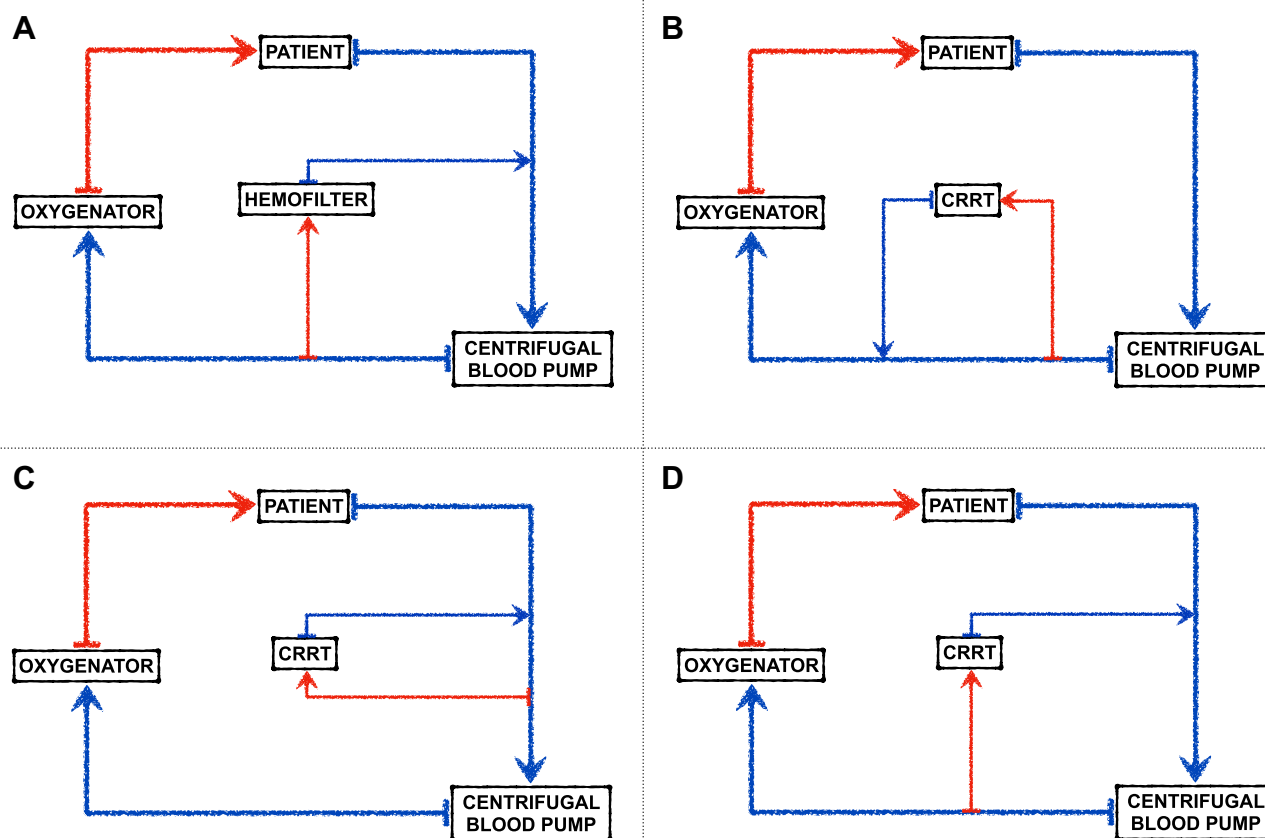 A
PATIENT
OXYGENATOR
HEMOFILTER
CENTRIFUGAL
BLOOD PUMP
B
PATIENT
OXYGENATOR
CRRT
CENTRIFUGAL
BLOOD PUMP
C
PATIENT
OXYGENATOR
CRRT
CENTRIFUGAL
BLOOD PUMP
D
PATIENT
OXYGENATOR
CRRT
CENTRIFUGAL
BLOOD PUMP